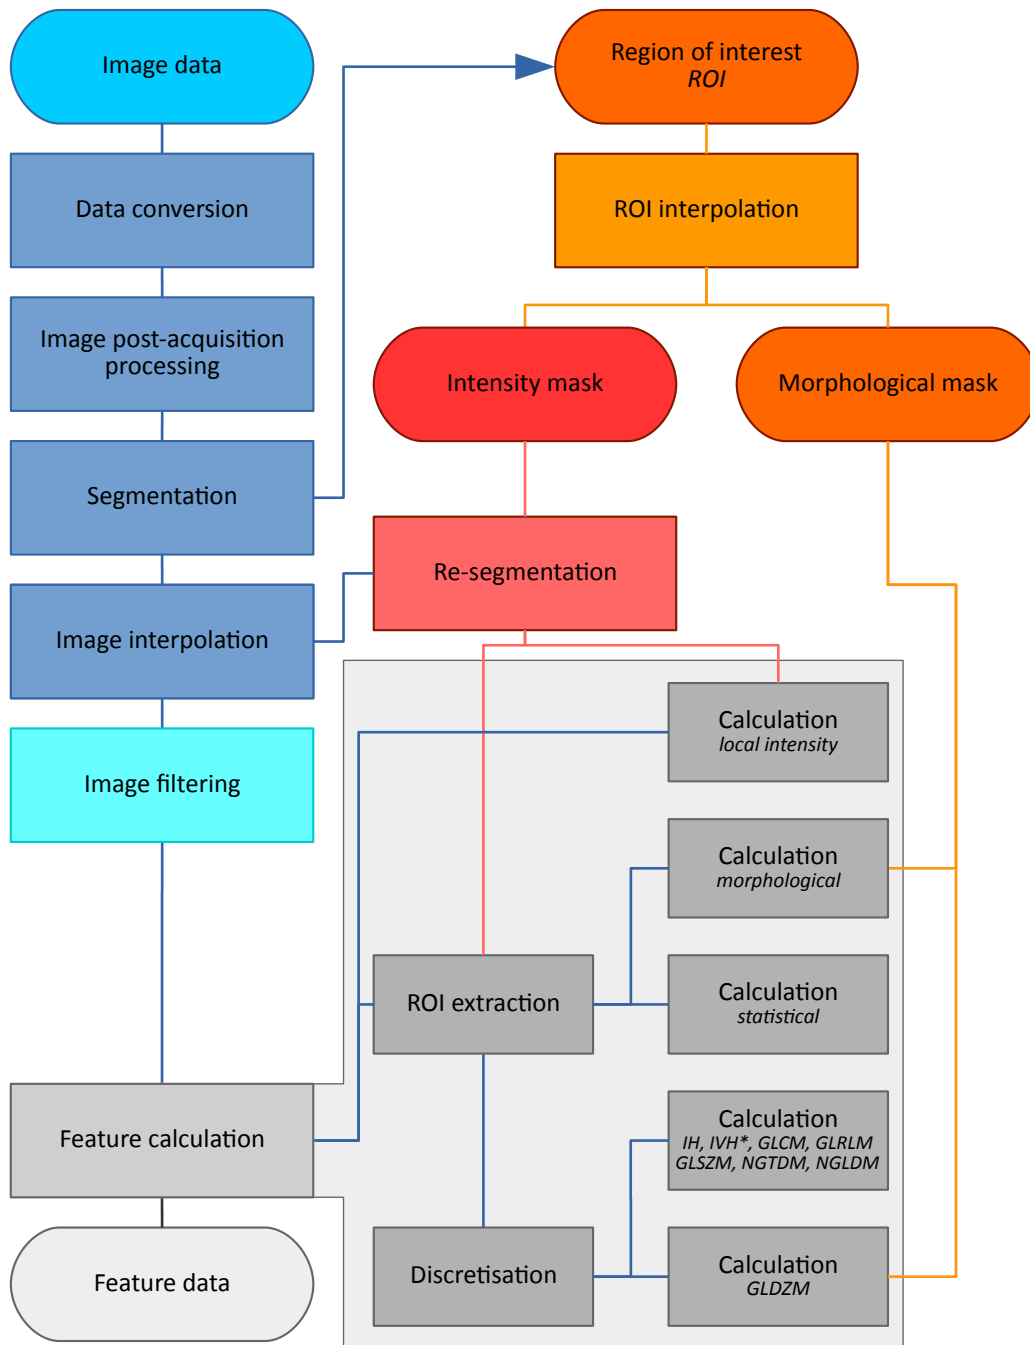 Image data
Data conversion
Image post-acquisition
processing
Segmentation
Image interpolation
Image filtering
Feature calculation
Feature data
Region of interest
ROI
ROI interpolation
Intensity mask
Morphological mask
Re-segmentation
Calculation
local intensity
Calculation
morphological
ROI extraction
Calculation
statistical
Calculation
IH, IVH*, GLCM, GLRLM
GLSZM, NGTDM, NGLDM
Discretisation
Calculation
GLDZM